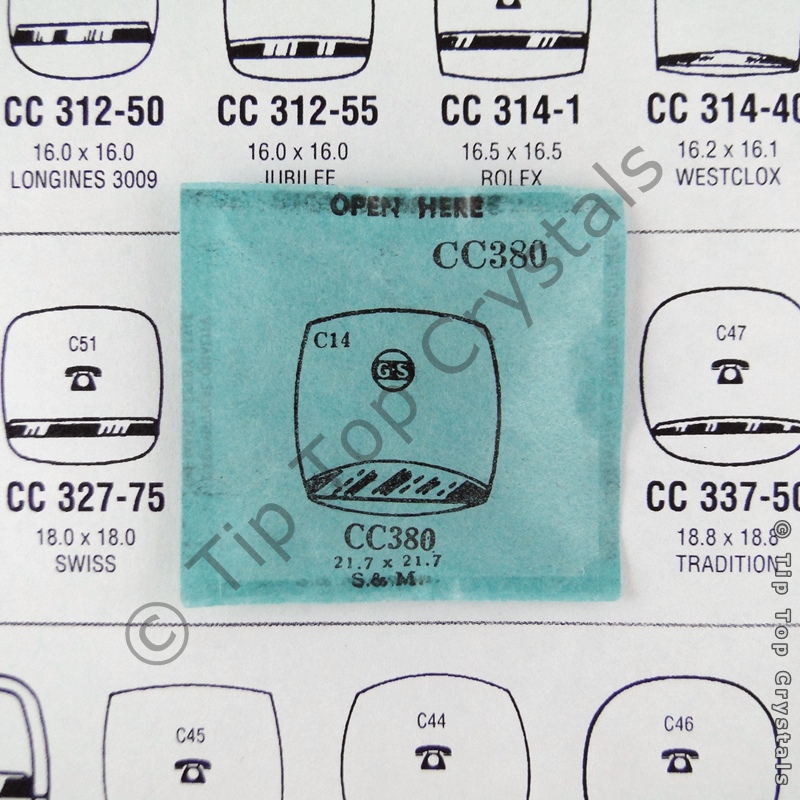 CC 312-50
16.0 x 16.0
LONGINES 3009
CC 312-55
16.0 x 16.0
JUBILEE
CC 314-1
16.5 x 16.5
ROLEX
CC 314-40
16.2 x 16.1
WESTCLOX
OPEN HERE
CC380
C14
G-S
CC380
21.7 x 21.7
S.& M.
C51
CC 327-75
18.0 x 18.0
SWISS
C47
CC 337-50
18.8 x 18.8
TRADITION
C45
C44
C46
© Tip Top Crystals
© Tip Top Crystals